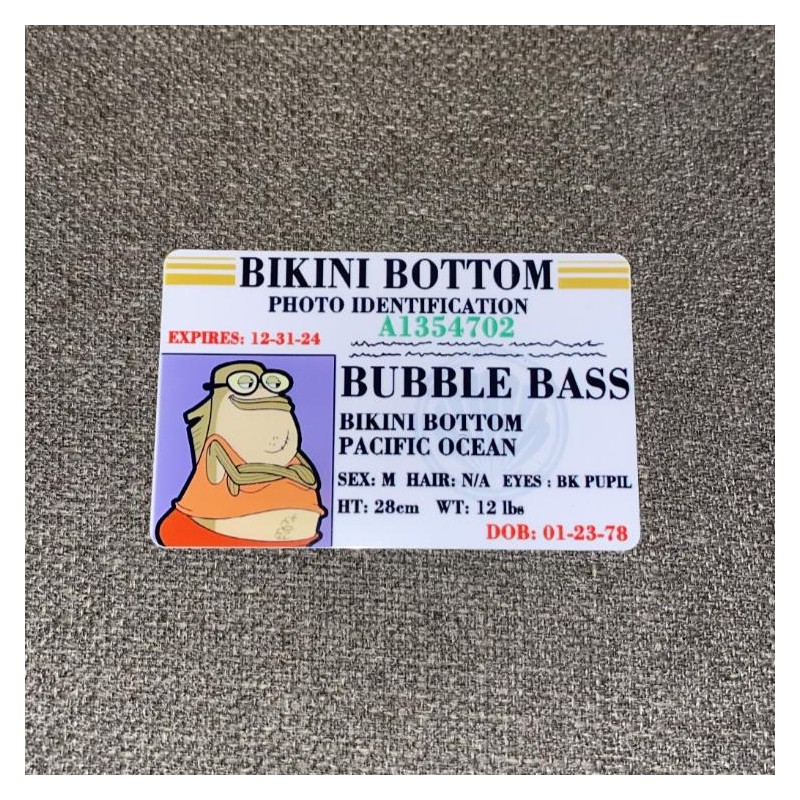 BIKINI BOTTOM
PHOTO IDENTIFICATION
A1354702
EXPIRES: 12-31-24
BUBBLE BASS
BIKINI BOTTOM
PACIFIC OCEAN
SEX: M HAIR: N/A EYES : BK PUPIL
HT: 28cm WT: 12 lbs
DOB: 01-23-78